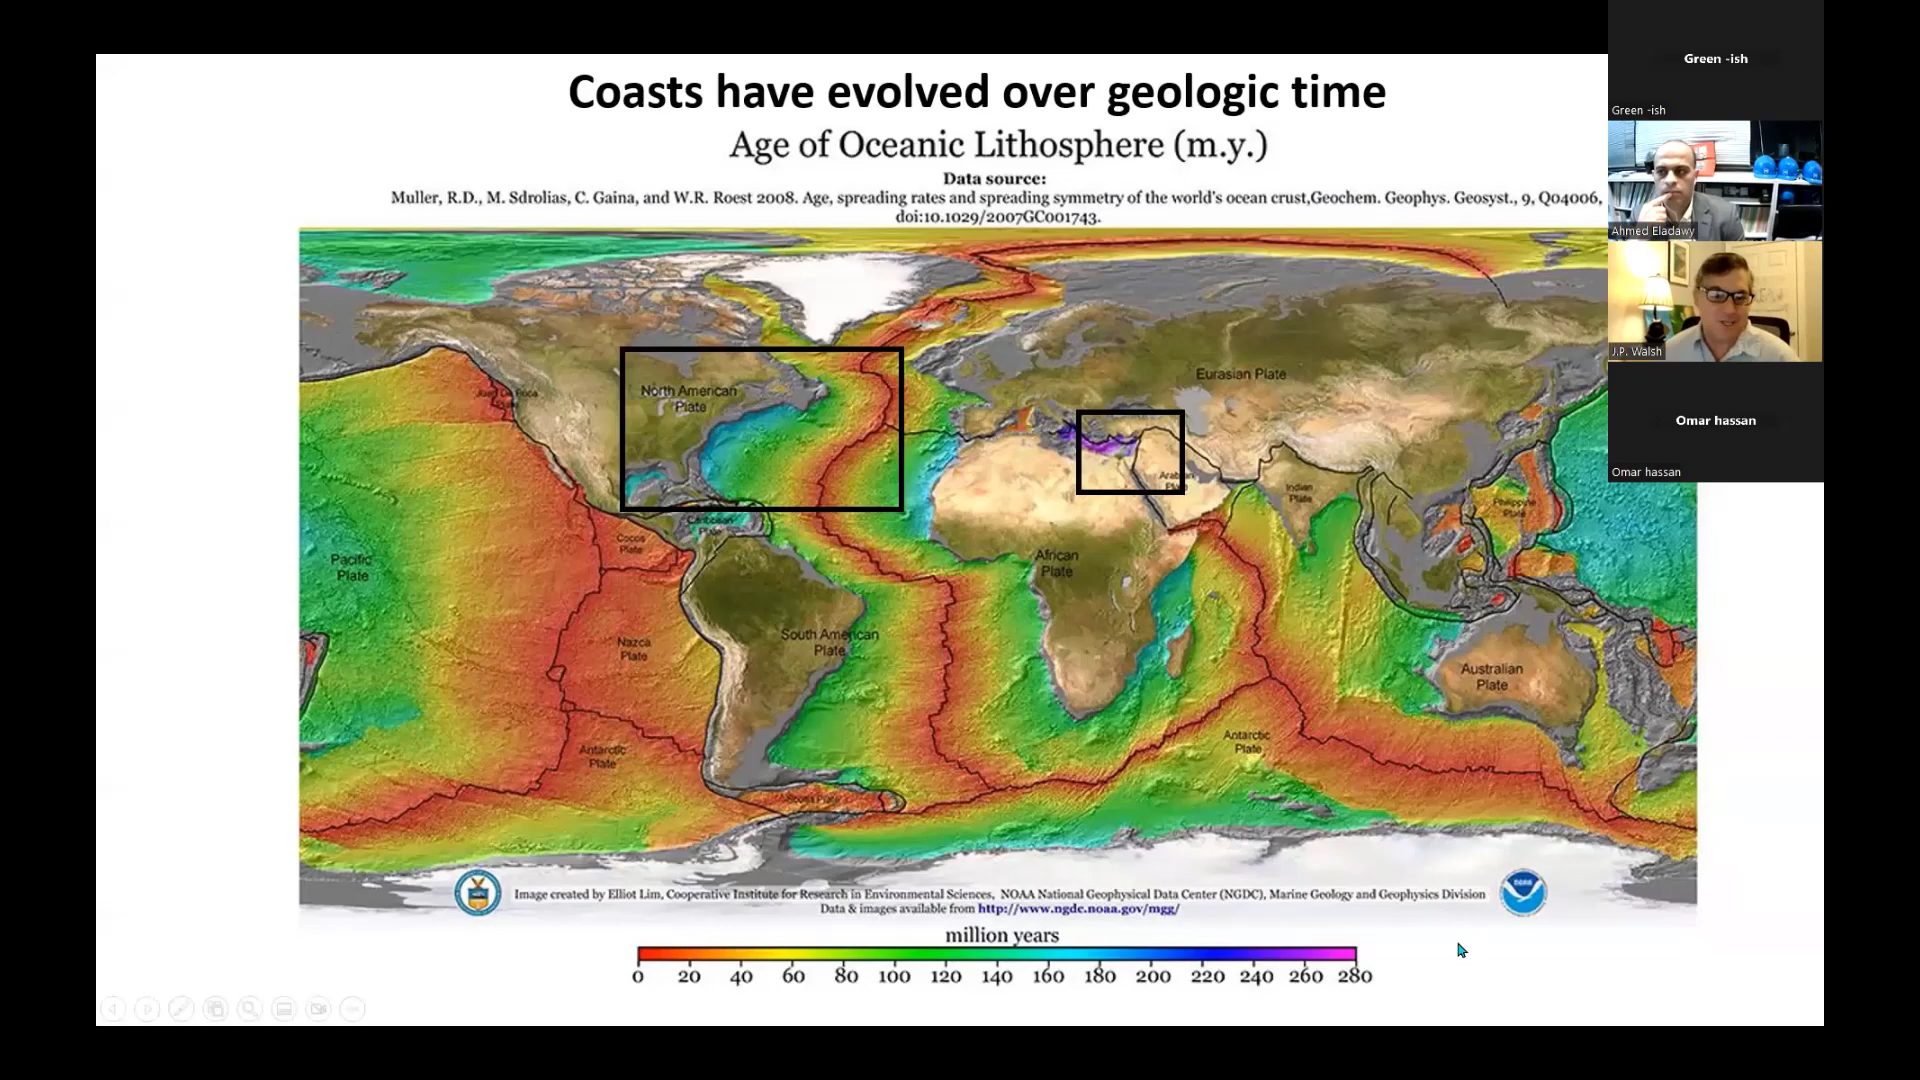 Coasts have evolved over geologic time
Age of Oceanic Lithosphere (m.y.)
Data source:
Muller, R.D., M. Sdrolias, C. Gaina, and W.R. Roest 2008. Age, spreading rates and spreading symmetry of the world's ocean crust,Geochem. Geophys. Geosyst., 9, Q04006,
doi:10.1029/2007GC001743.
Green -ish
Green -ish
Ahmed Eladawy
J.P. Walsh
Omar hassan
Omar hassan
North American
Plate
Eurasian Plate
Plate
Indian
Plate
Philippine
Plate
Caribbean
Plate
Cocos
Plate
Pacific
Plate
African
Plate
Nazca
Plate
South American
Plate
Australian
Plate
Antarctic
Plate
Antarctic
Plate
Scotia Plate
Image created by Elliot Lim, Cooperative Institute for Research in Environmental Sciences, NOAA National Geophysical Data Center (NGDC), Marine Geology and Geophysics Division
Data & images available from http://www.ngdc.noaa.gov/mgg/
noaa
million years
0 20 40 60 80 100 120 140 160 180 200 220 240 260 280